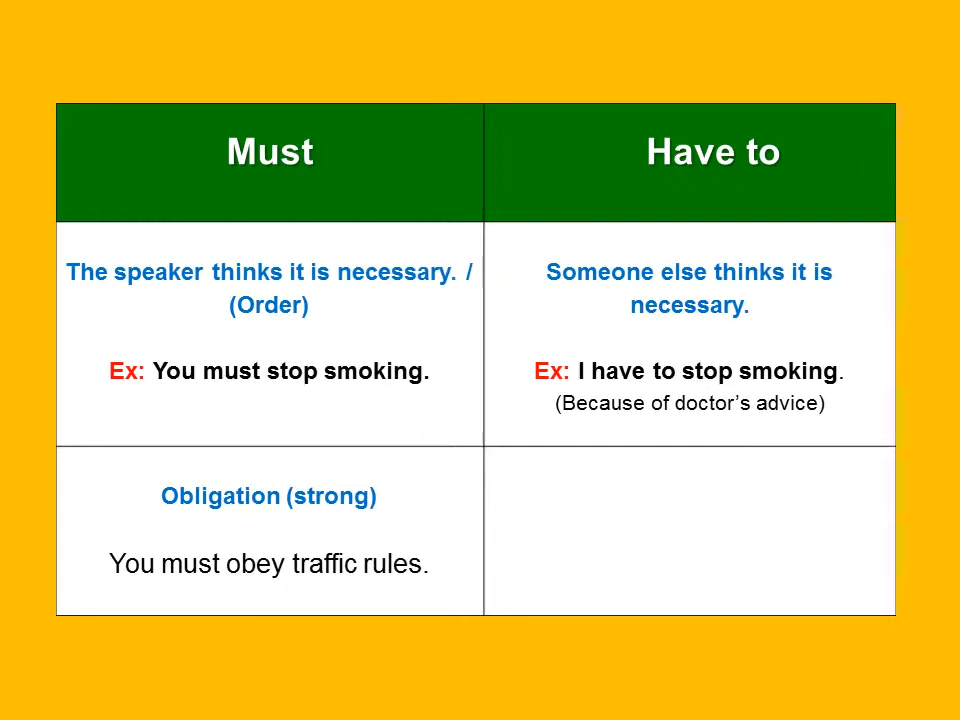 Must
Have to
The speaker thinks it is necessary. /
(Order)
Ex: You must stop smoking.
Someone else thinks it is
necessary.
Ex: I have to stop smoking.
(Because of doctor’s advice)
Obligation (strong)
You must obey traffic rules.